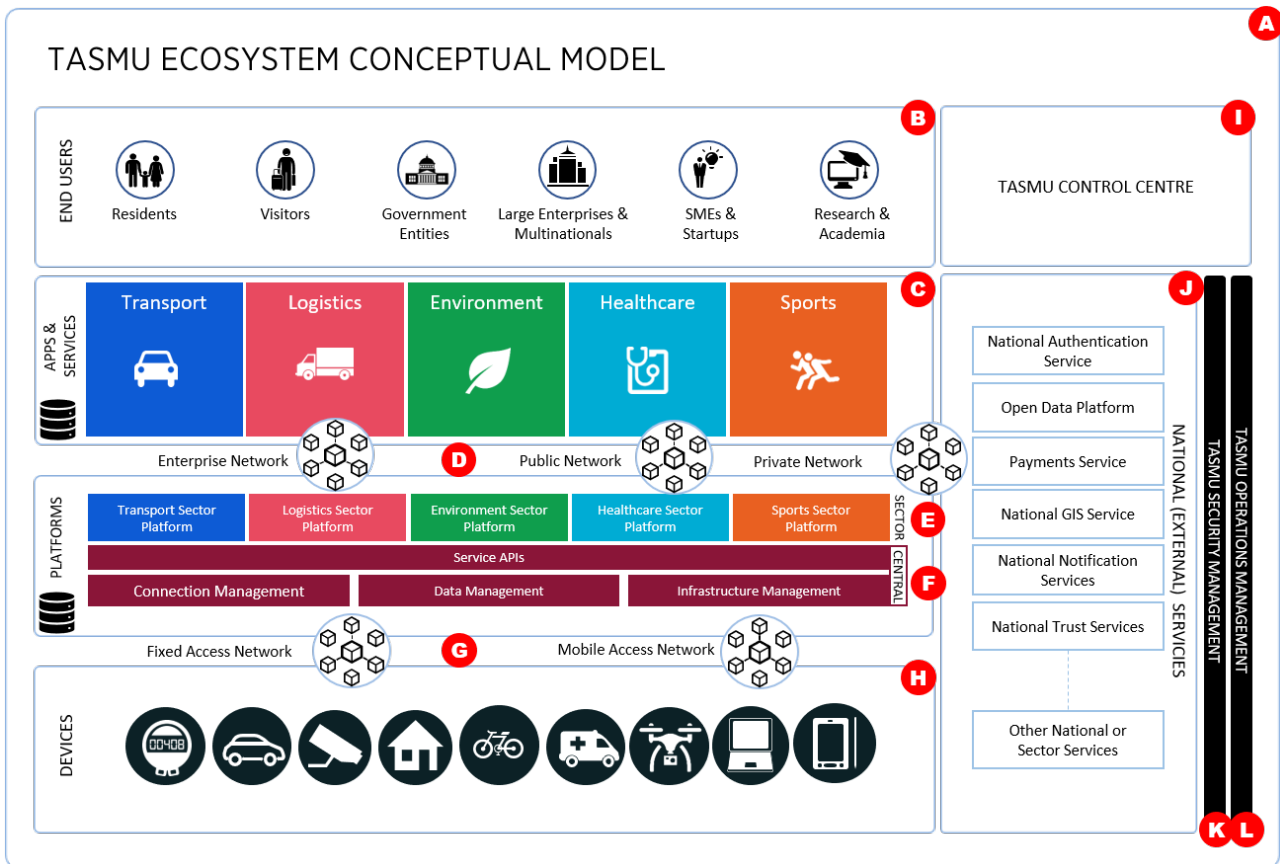 A
TASMU ECOSYSTEM CONCEPTUAL MODEL
END USERS
B
Residents
Visitors
Government
Entities
Large Enterprises &
Multinationals
SMEs &
Startups
Research &
Academia
I
TASMU CONTROL CENTRE
APPS &
SERVICES
C
Transport
Logistics
Environment
Healthcare
Sports
Enterprise Network
D
Public Network
Private Network
PLATFORMS
Transport Sector
Platform
Logistics Sector
Platform
Environment Sector
Platform
Healthcare Sector
Platform
Sports Sector
Platform
SECTOR
E
Service APIs
CENTRAL
Connection Management
Data Management
Infrastructure Management
F
Fixed Access Network
G
Mobile Access Network
DEVICES
H
00408
J
National Authentication
Service
Open Data Platform
Payments Service
National GIS Service
National Notification
Services
National Trust Services
Other National or
Sector Services
NATIONAL (EXTERNAL) SERVICIES
TASMU SECURITY MANAGEMENT
TASMU OPERATIONS MANAGEMENT
K
L